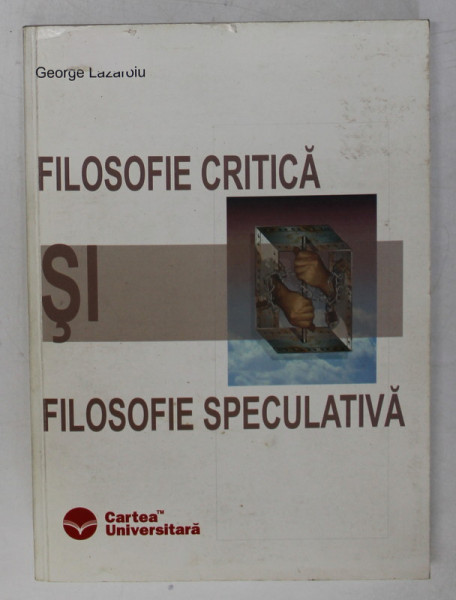 George Lazaroiu
FILOSOFIE CRITICĂ
ŞI
FILOSOFIE SPECULATIVĂ
Cartea™
Universitară